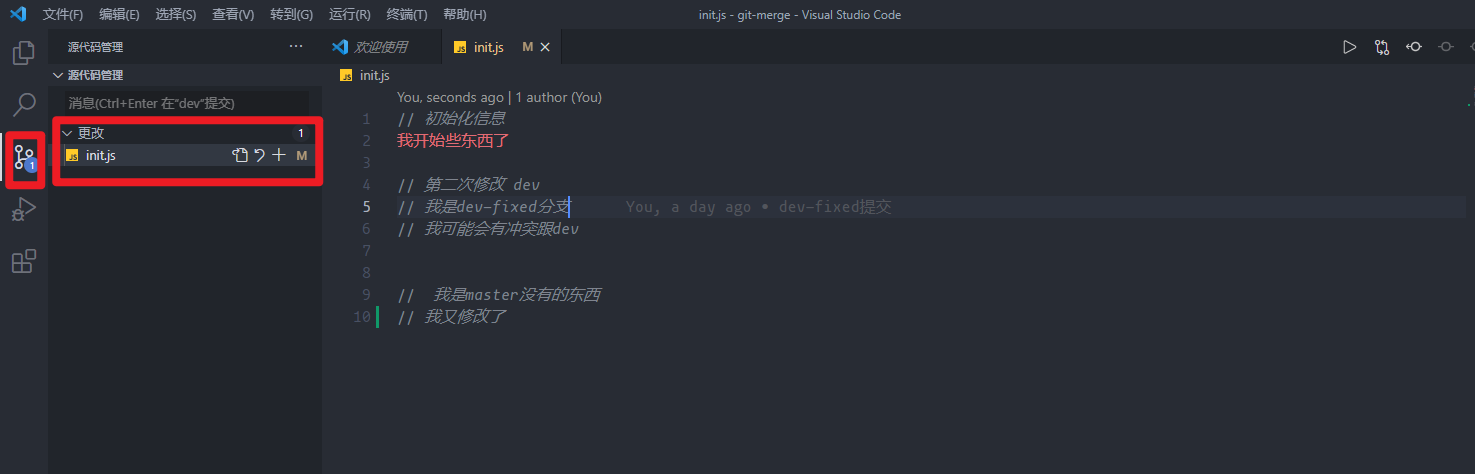 文件(F) 编辑(E) 选择(S) 查看(V) 转到(G) 运行(R) 终端(T) 帮助(H) init.js - git-merge - Visual Studio Code
源代码管理 ··· 欢迎使用 JS init.js M ×
源代码管理 JS init.js
消息(Ctrl+Enter 在"dev"提交) You, seconds ago | 1 author (You)
更改 1
JS init.js M
1
1 // 初始化信息
2 我开始些东西了
3
4 // 第二次修改 dev
5 // 我是dev-fixed分支 You, a day ago • dev-fixed提交
6 // 我可能会有冲突跟dev
7
8
9 // 我是master没有的东西
10 // 我又修改了